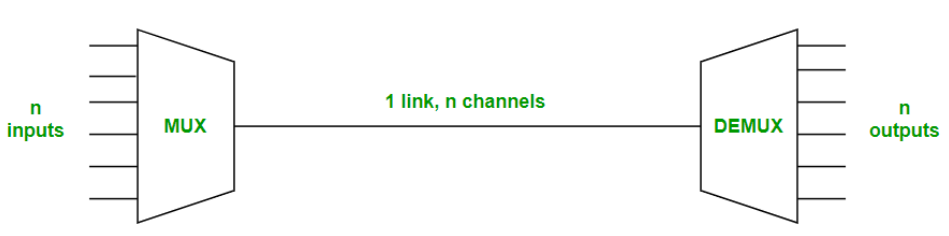 n
inputs
MUX
1 link, n channels
DEMUX
n
outputs